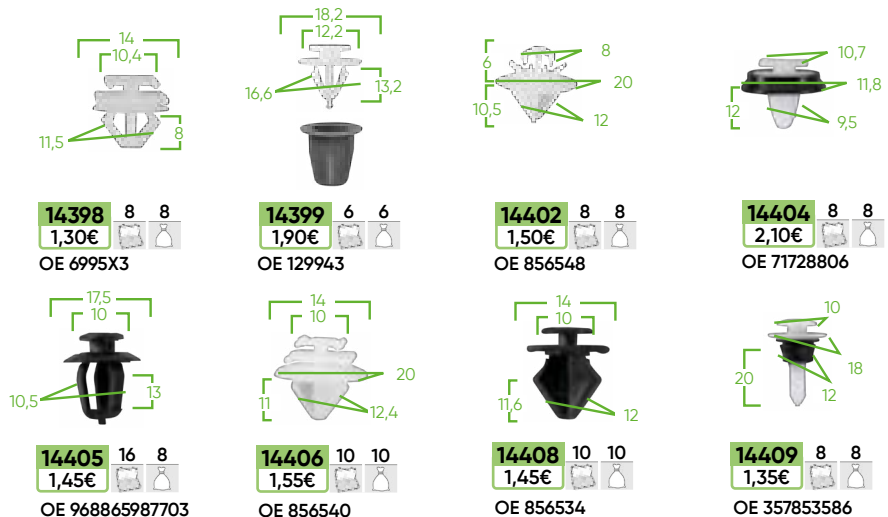 14
10,4
11,5
8
14398 8 8
1,30€
OE 6995X3
18,2
12,2
16,6
13,2
14399 6 6
1,90€
OE 129943
8
6
20
10,5
12
14402 8 8
1,50€
OE 856548
10,7
11,8
12
9,5
14404 8 8
2,10€
OE 71728806
17,5
10
10,5
13
14405 16 8
1,45€
OE 968865987703
14
10
20
11
12,4
14406 10 10
1,55€
OE 856540
14
10
11,6
12
14408 10 10
1,45€
OE 856534
10
18
20
12
14409 8 8
1,35€
OE 357853586